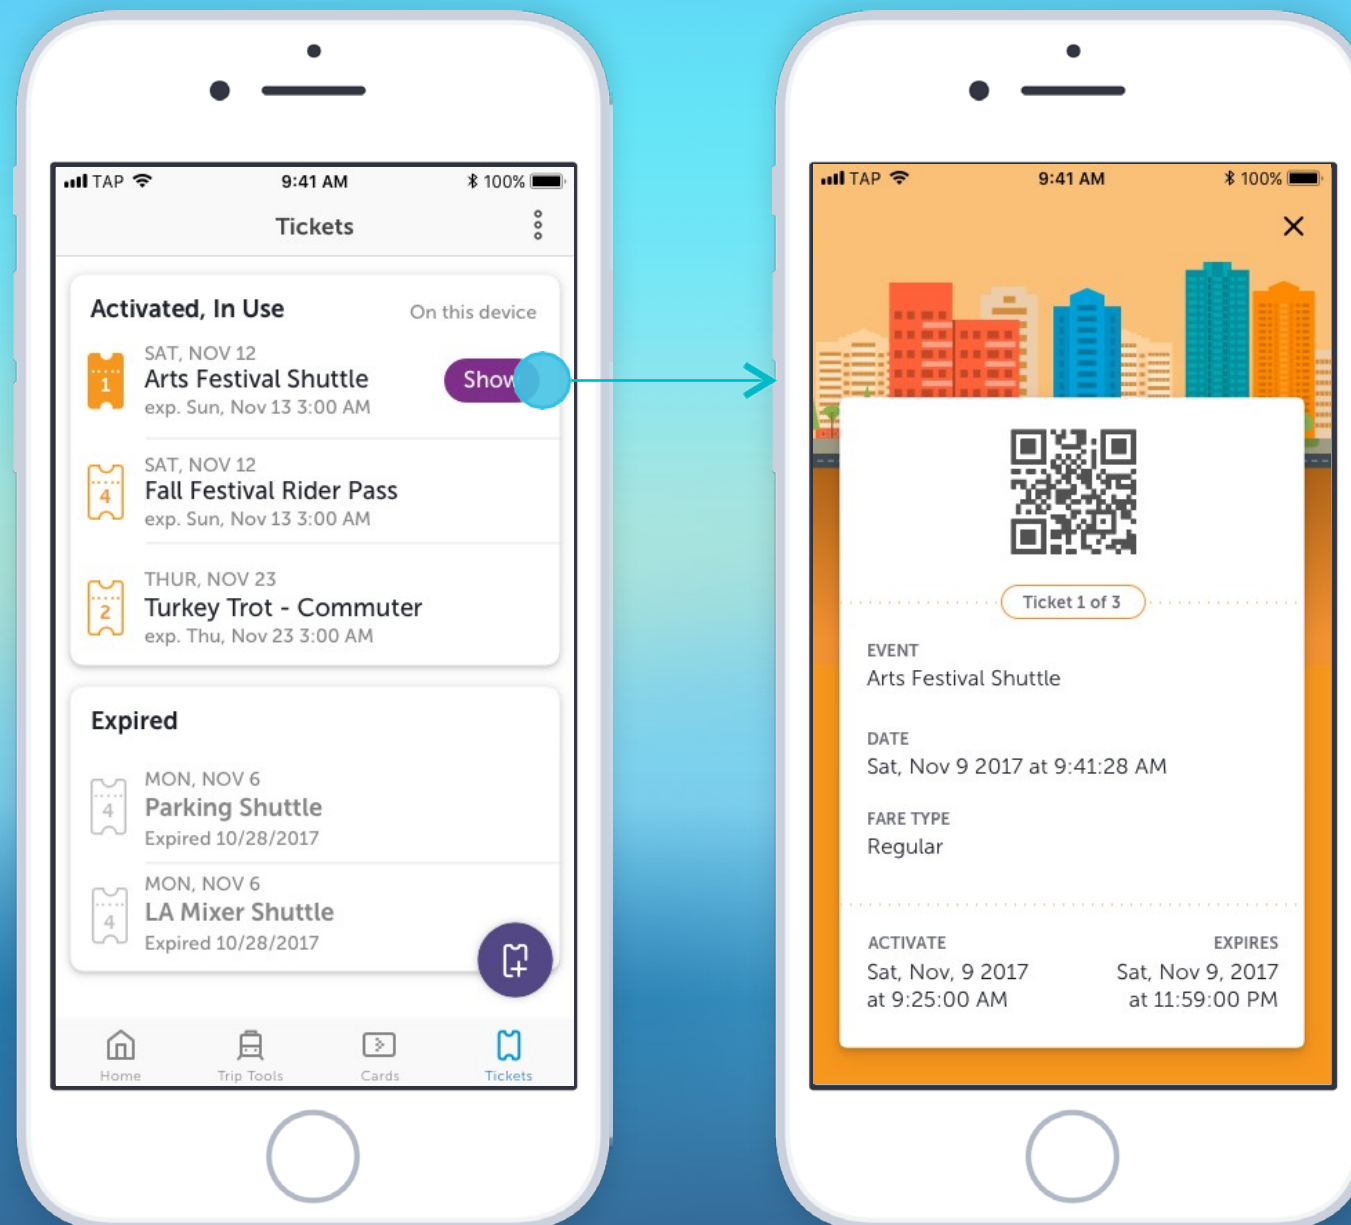 TAP
9:41 AM
100%
Tickets
Activated, In Use
On this device
SAT, NOV 12
1
Arts Festival Shuttle
Show
exp. Sun, Nov 13 3:00 AM
SAT, NOV 12
4
Fall Festival Rider Pass
exp. Sun, Nov 13 3:00 AM
THUR, NOV 23
2
Turkey Trot - Commuter
exp. Thu, Nov 23 3:00 AM
Expired
MON, NOV 6
4
Parking Shuttle
Expired 10/28/2017
MON, NOV 6
4
LA Mixer Shuttle
Expired 10/28/2017
Home
Trip Tools
Cards
Tickets
TAP
9:41 AM
100%
Ticket 1 of 3
EVENT
Arts Festival Shuttle
DATE
Sat, Nov 9 2017 at 9:41:28 AM
FARE TYPE
Regular
ACTIVATE
Sat, Nov, 9 2017
at 9:25:00 AM
EXPIRES
Sat, Nov 9, 2017
at 11:59:00 PM